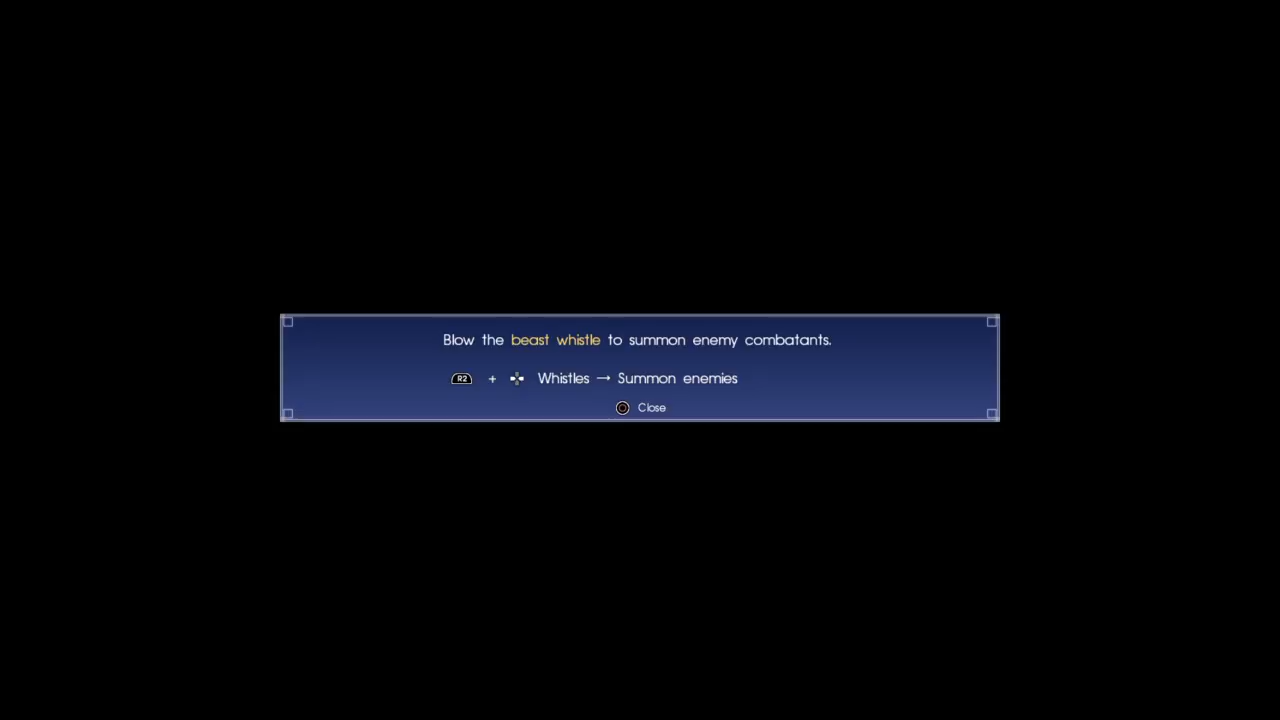 Blow the beast whistle to summon enemy combatants.
R2 + Whistles → Summon enemies
Close